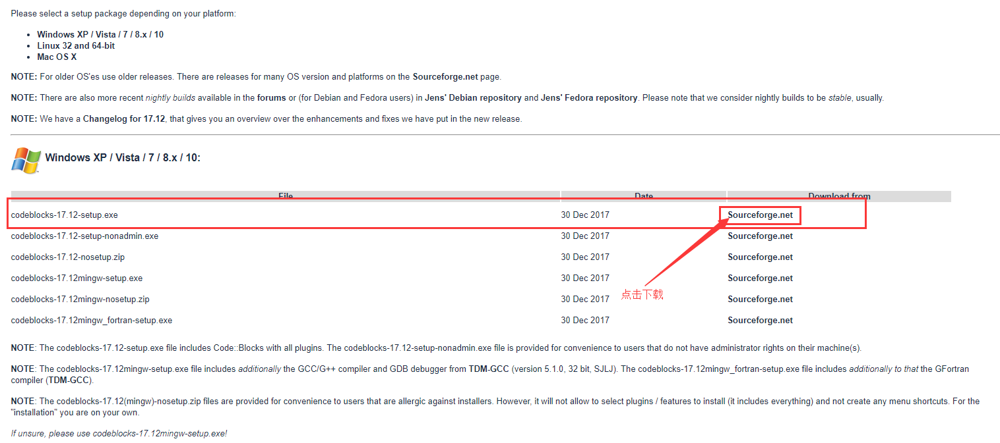 Please select a setup package depending on your platform:
Windows XP / Vista / 7 / 8.x / 10
Linux 32 and 64-bit
Mac OS X
NOTE: For older OS'es use older releases. There are releases for many OS version and platforms on the Sourceforge.net page.
NOTE: There are also more recent nightly builds available in the forums or (for Debian and Fedora users) in Jens' Debian repository and Jens' Fedora repository. Please note that we consider nightly builds to be stable, usually.
NOTE: We have a Changelog for 17.12, that gives you an overview over the enhancements and fixes we have put in the new release.
Windows XP / Vista / 7 / 8.x / 10:
File Date Download from
codeblocks-17.12-setup.exe 30 Dec 2017 Sourceforge.net
codeblocks-17.12-setup-nonadmin.exe 30 Dec 2017 Sourceforge.net
codeblocks-17.12-nosetup.zip 30 Dec 2017 Sourceforge.net
codeblocks-17.12mingw-setup.exe 30 Dec 2017 Sourceforge.net
点击下载
codeblocks-17.12mingw-nosetup.zip 30 Dec 2017 Sourceforge.net
codeblocks-17.12mingw_fortran-setup.exe 30 Dec 2017 Sourceforge.net
NOTE: The codeblocks-17.12-setup.exe file includes Code::Blocks with all plugins. The codeblocks-17.12-setup-nonadmin.exe file is provided for convenience to users that do not have administrator rights on their machine(s).
NOTE: The codeblocks-17.12mingw-setup.exe file includes additionally the GCC/G++ compiler and GDB debugger from TDM-GCC (version 5.1.0, 32 bit, SJLJ). The codeblocks-17.12mingw_fortran-setup.exe file includes additionally to that the GFortran
compiler (TDM-GCC).
NOTE: The codeblocks-17.12(mingw)-nosetup.zip files are provided for convenience to users that are allergic against installers. However, it will not allow to select plugins / features to install (it includes everything) and not create any menu shortcuts. For the
"installation" you are on your own.
If unsure, please use codeblocks-17.12mingw-setup.exe!